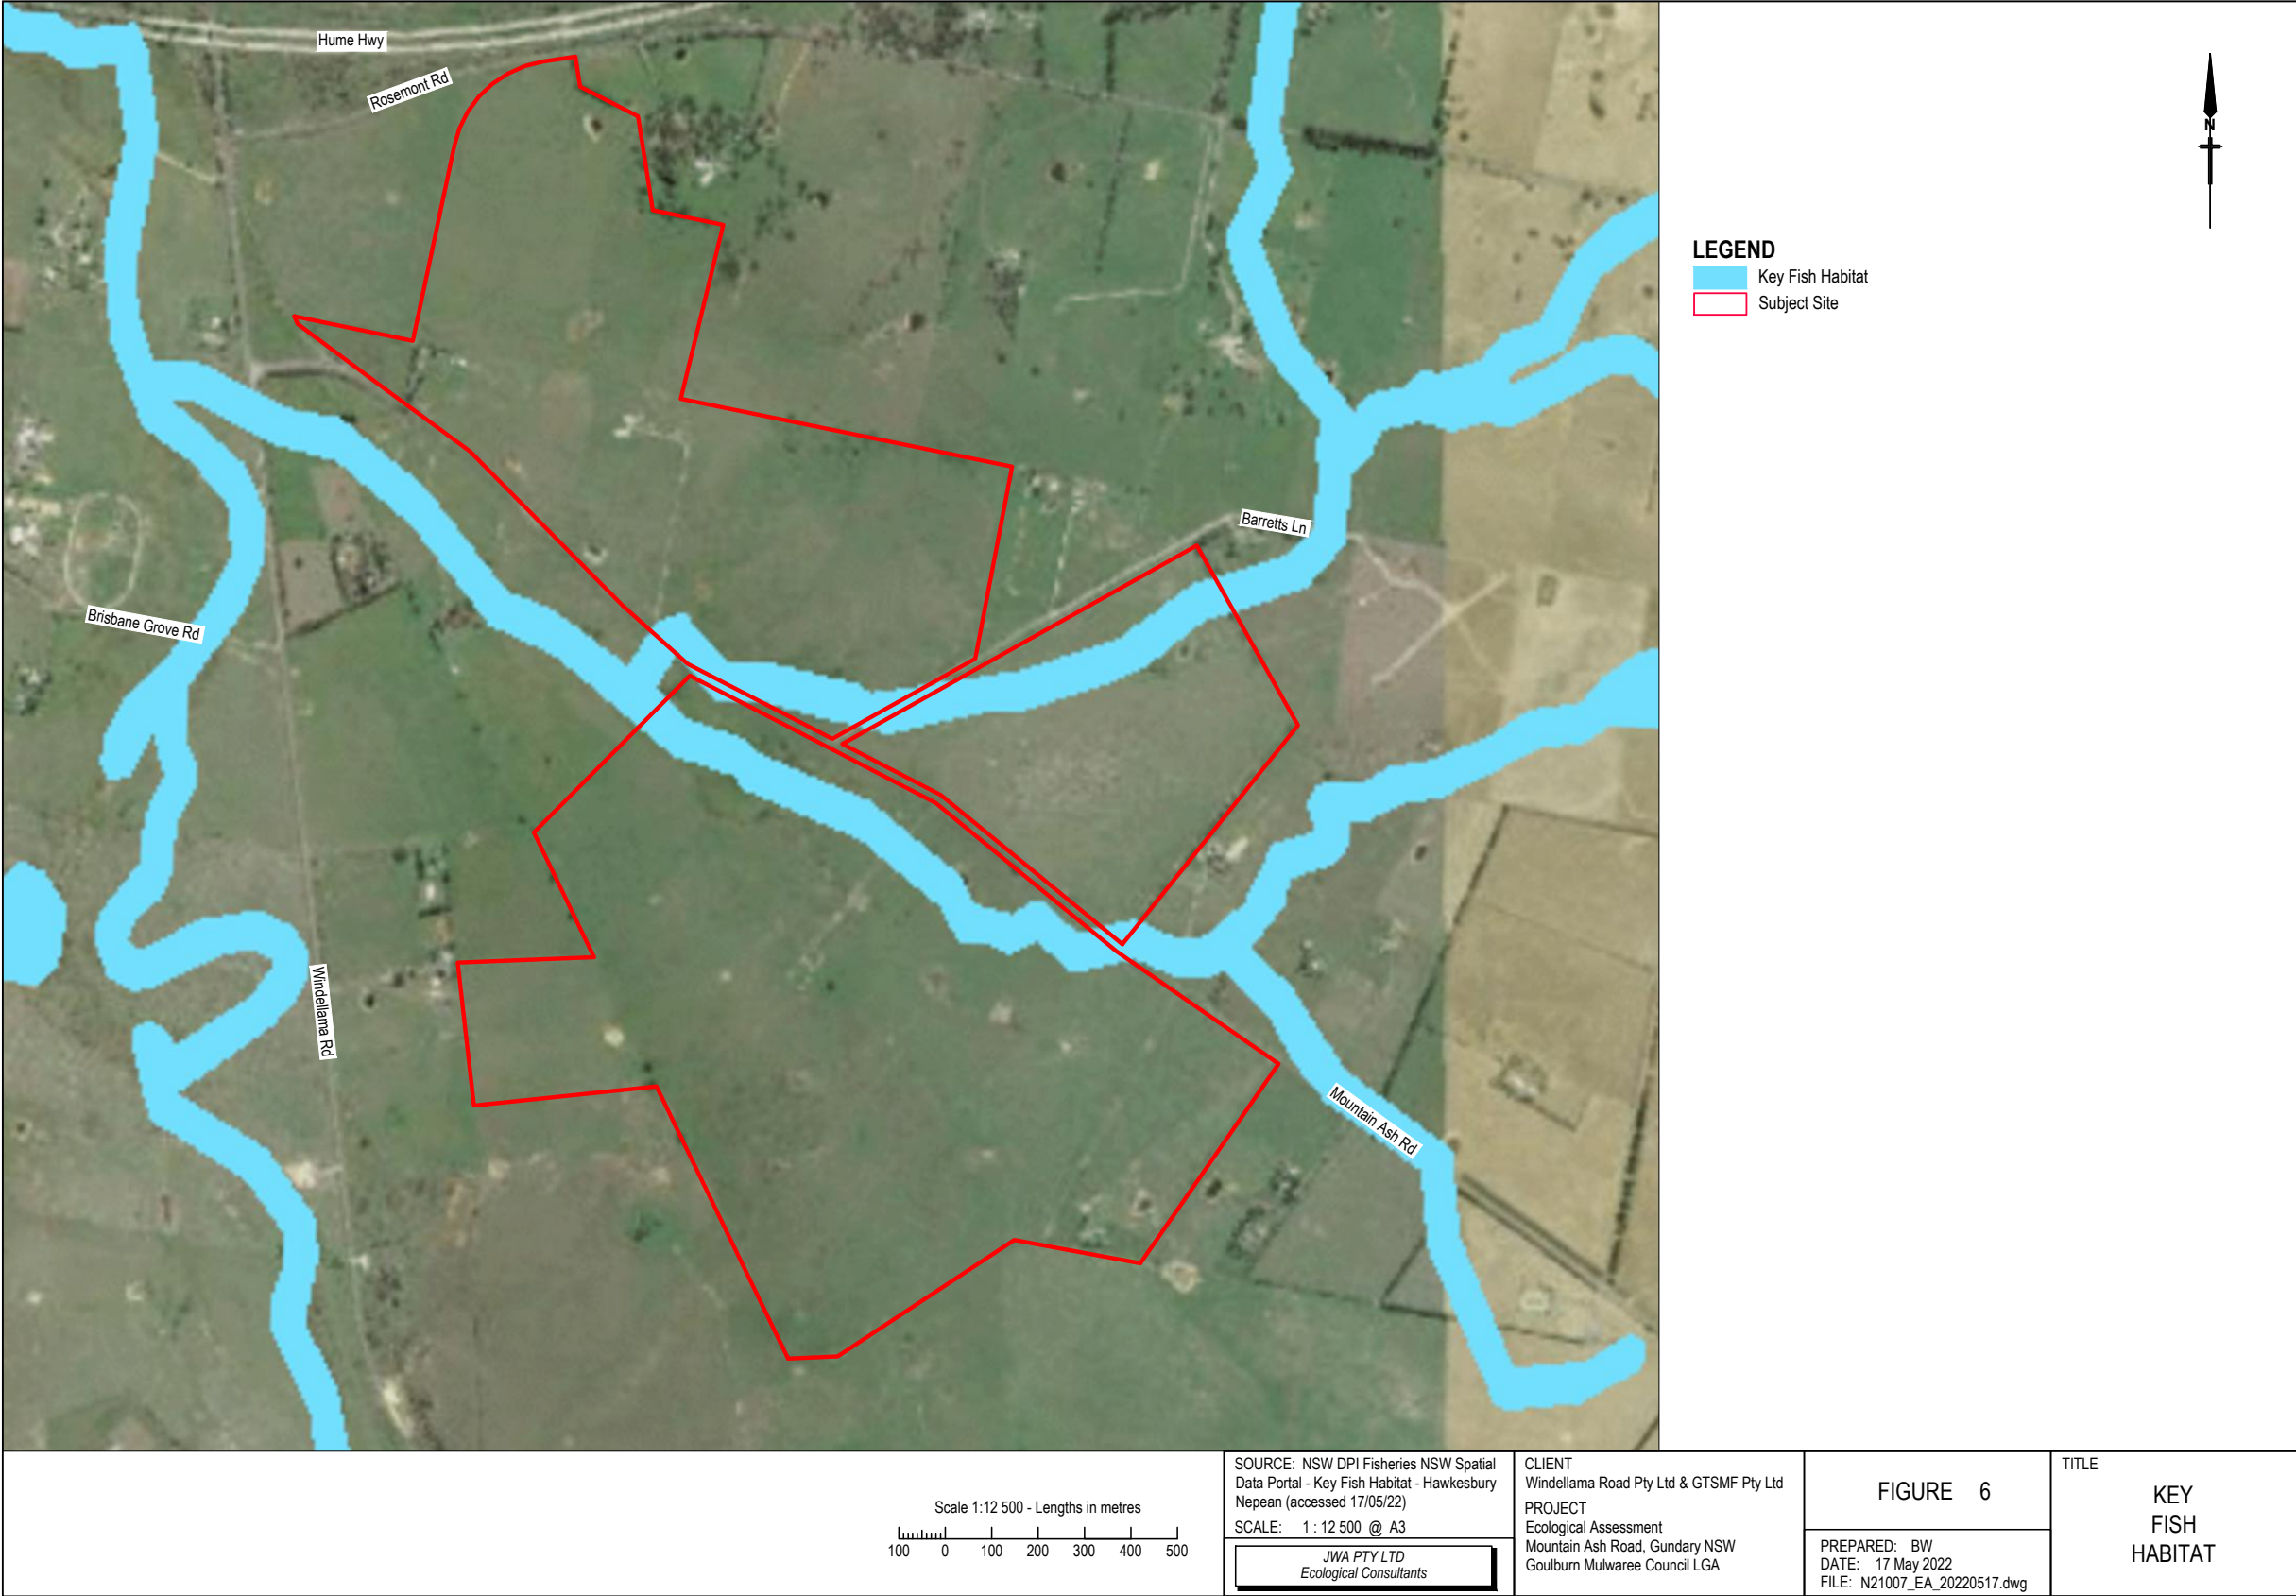 Hume Hwy
Rosemont Rd
Barretts Ln
Brisbane Grove Rd
Windellama Rd
Mountain Ash Rd
N
LEGEND
Key Fish Habitat
Subject Site
Scale 1:12 500 - Lengths in metres
100 0 100 200 300 400 500
SOURCE: NSW DPI Fisheries NSW Spatial
Data Portal - Key Fish Habitat - Hawkesbury
Nepean (accessed 17/05/22)
SCALE: 1 : 12 500 @ A3
JWA PTY LTD
Ecological Consultants
CLIENT
Windellama Road Pty Ltd & GTSMF Pty Ltd
PROJECT
Ecological Assessment
Mountain Ash Road, Gundary NSW
Goulburn Mulwaree Council LGA
FIGURE 6
PREPARED: BW
DATE: 17 May 2022
FILE: N21007_EA_20220517.dwg
TITLE
KEY
FISH
HABITAT